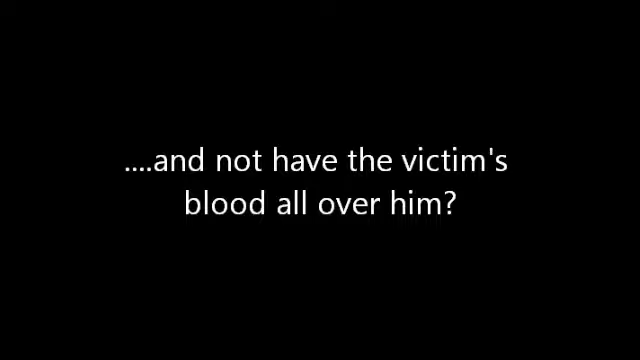 ....and not have the victim's
blood all over him?